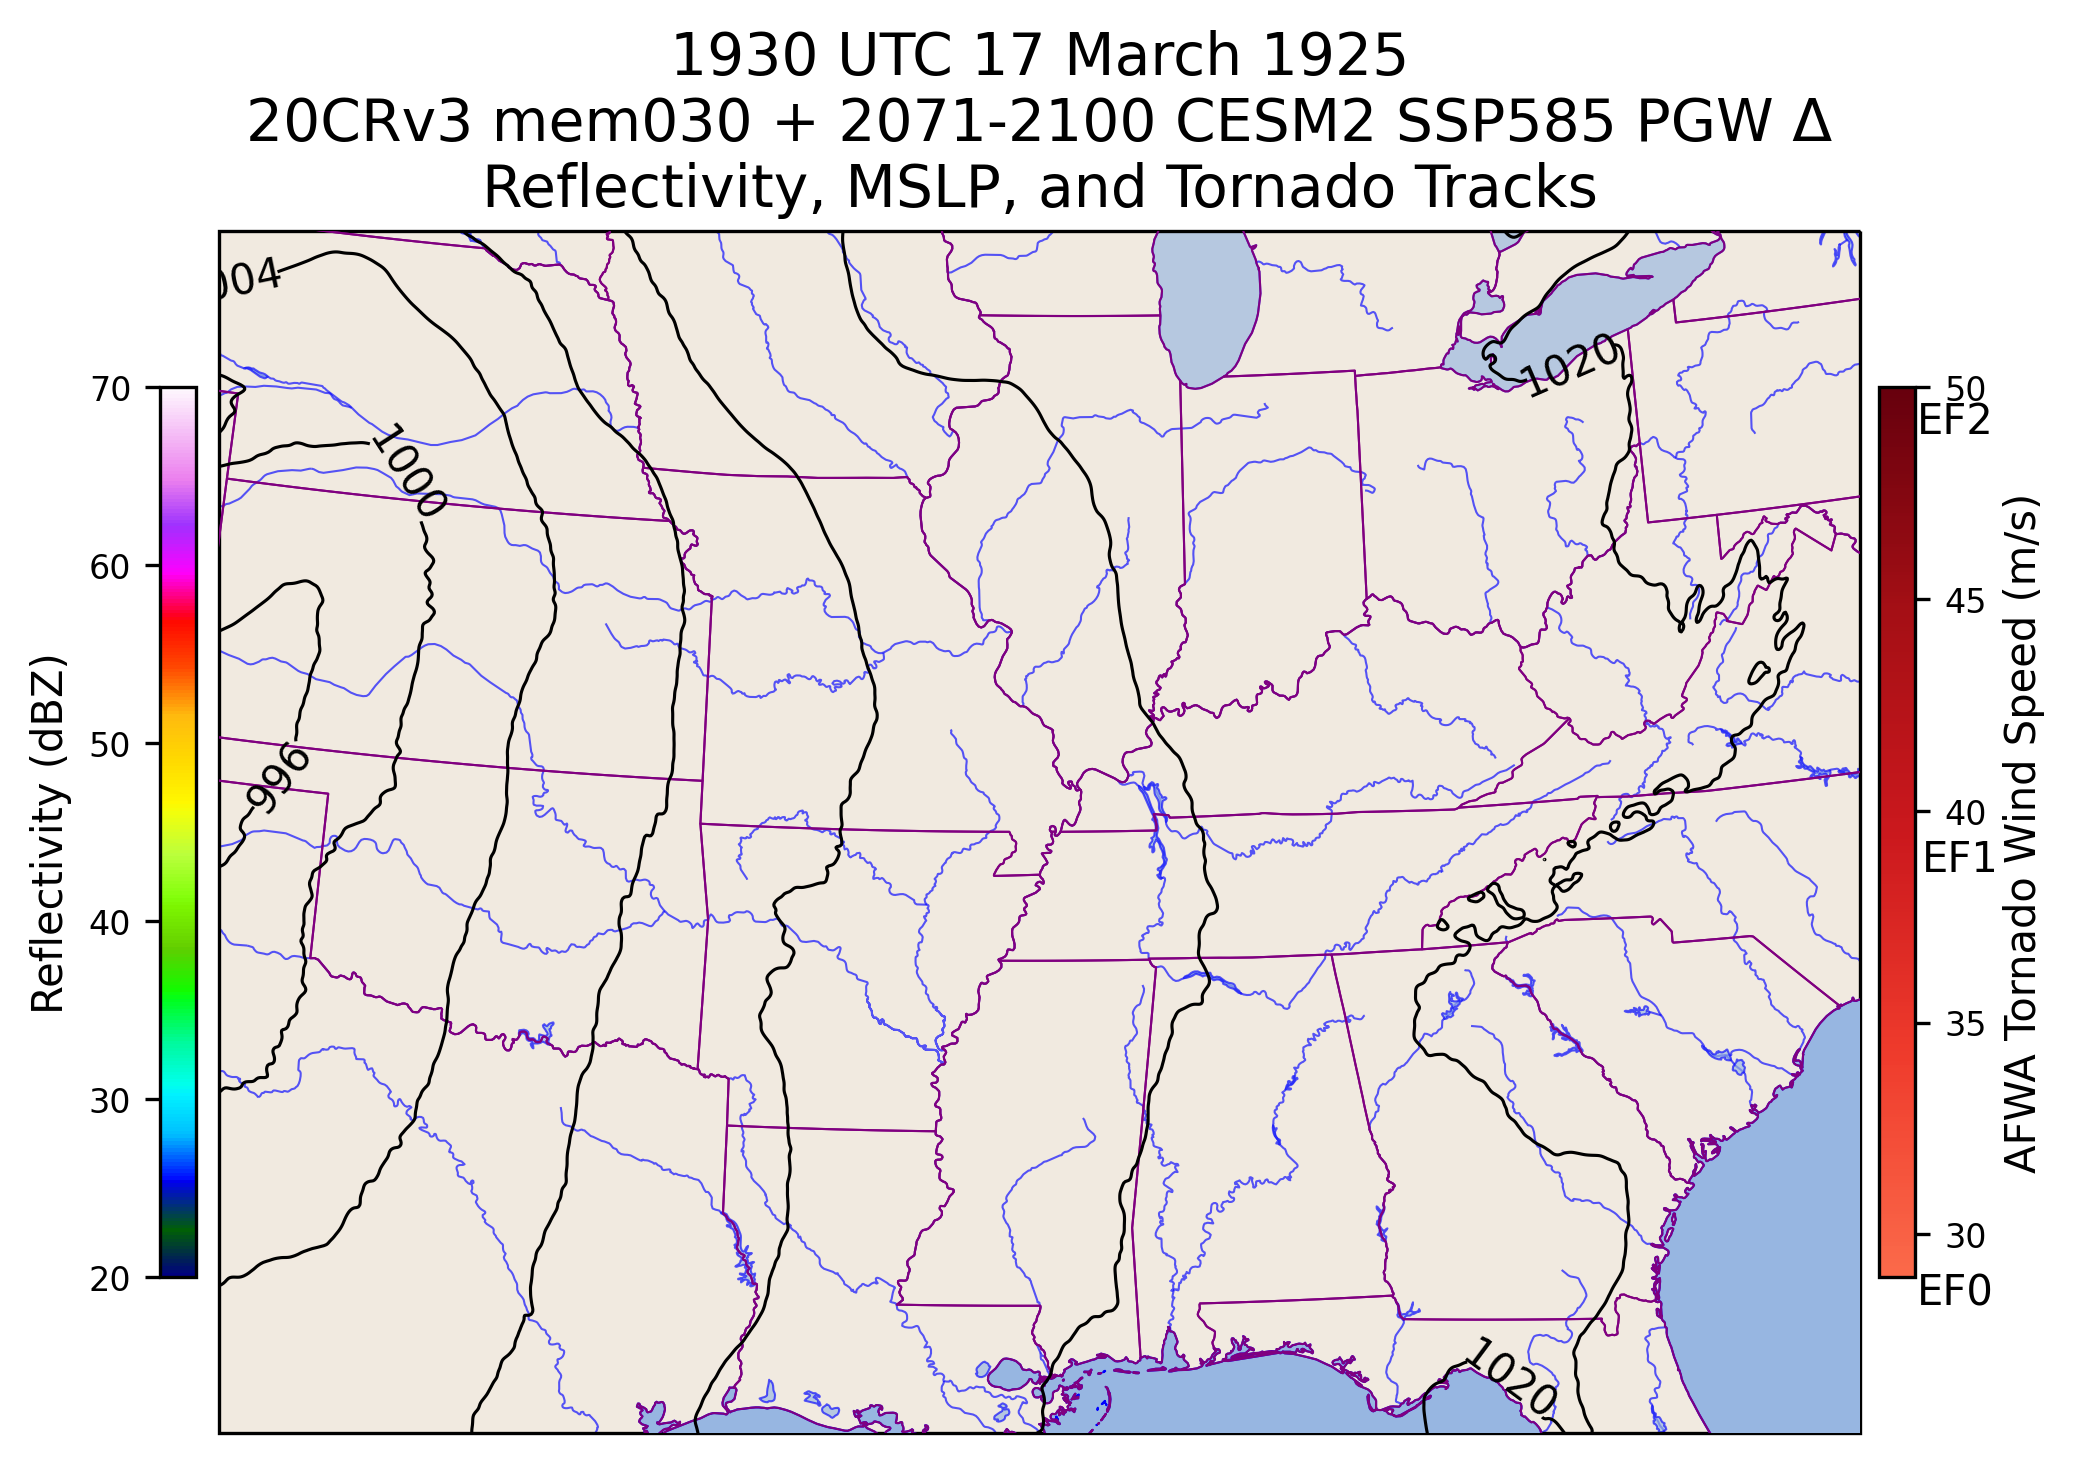 1930 UTC 17 March 1925
20CRv3 mem030 + 2071-2100 CESM2 SSP585 PGW Δ
Reflectivity, MSLP, and Tornado Tracks
004
1020
1000
996
1020
70
60
50
40
30
20
Reflectivity (dBZ)
50
EF2
45
40
EF1
35
30
EF0
AFWA Tornado Wind Speed (m/s)